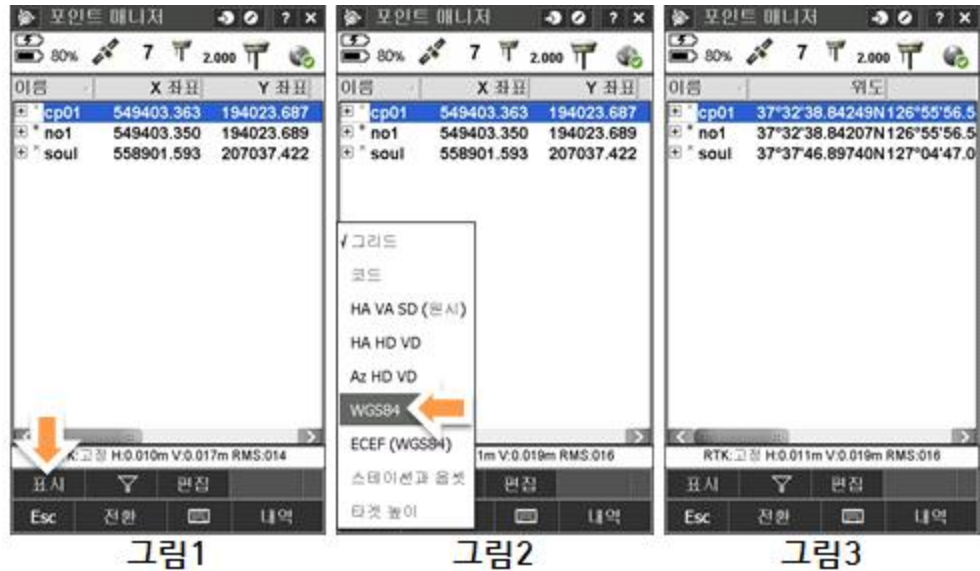 포인트 매니저
80% 7 2.000
이름 X 좌표 Y 좌표
cp01 549403.363 194023.687
no1 549403.350 194023.689
soul 558901.593 207037.422
K:고정 H:0.010m V:0.017m RMS:014
표시 편집
Esc 전환 내역
그림1
포인트 매니저
80% 7 2.000
이름 X 좌표 Y 좌표
cp01 549403.363 194023.687
no1 549403.350 194023.689
soul 558901.593 207037.422
√그리드
코드
HA VA SD (원시)
HA HD VD
Az HD VD
WGS84
ECEF (WGS84)
스테이션과 옵셋
타겟 높이
1m V:0.019m RMS:016
편집
내역
그림2
포인트 매니저
80% 7 2.000
이름 위도
cp01 37°32'38.84249N 126°55'56.5
no1 37°32'38.84207N 126°55'56.5
soul 37°37'46.89740N 127°04'47.0
RTK:고정 H:0.011m V:0.019m RMS:016
표시 편집
Esc 전환 내역
그림3